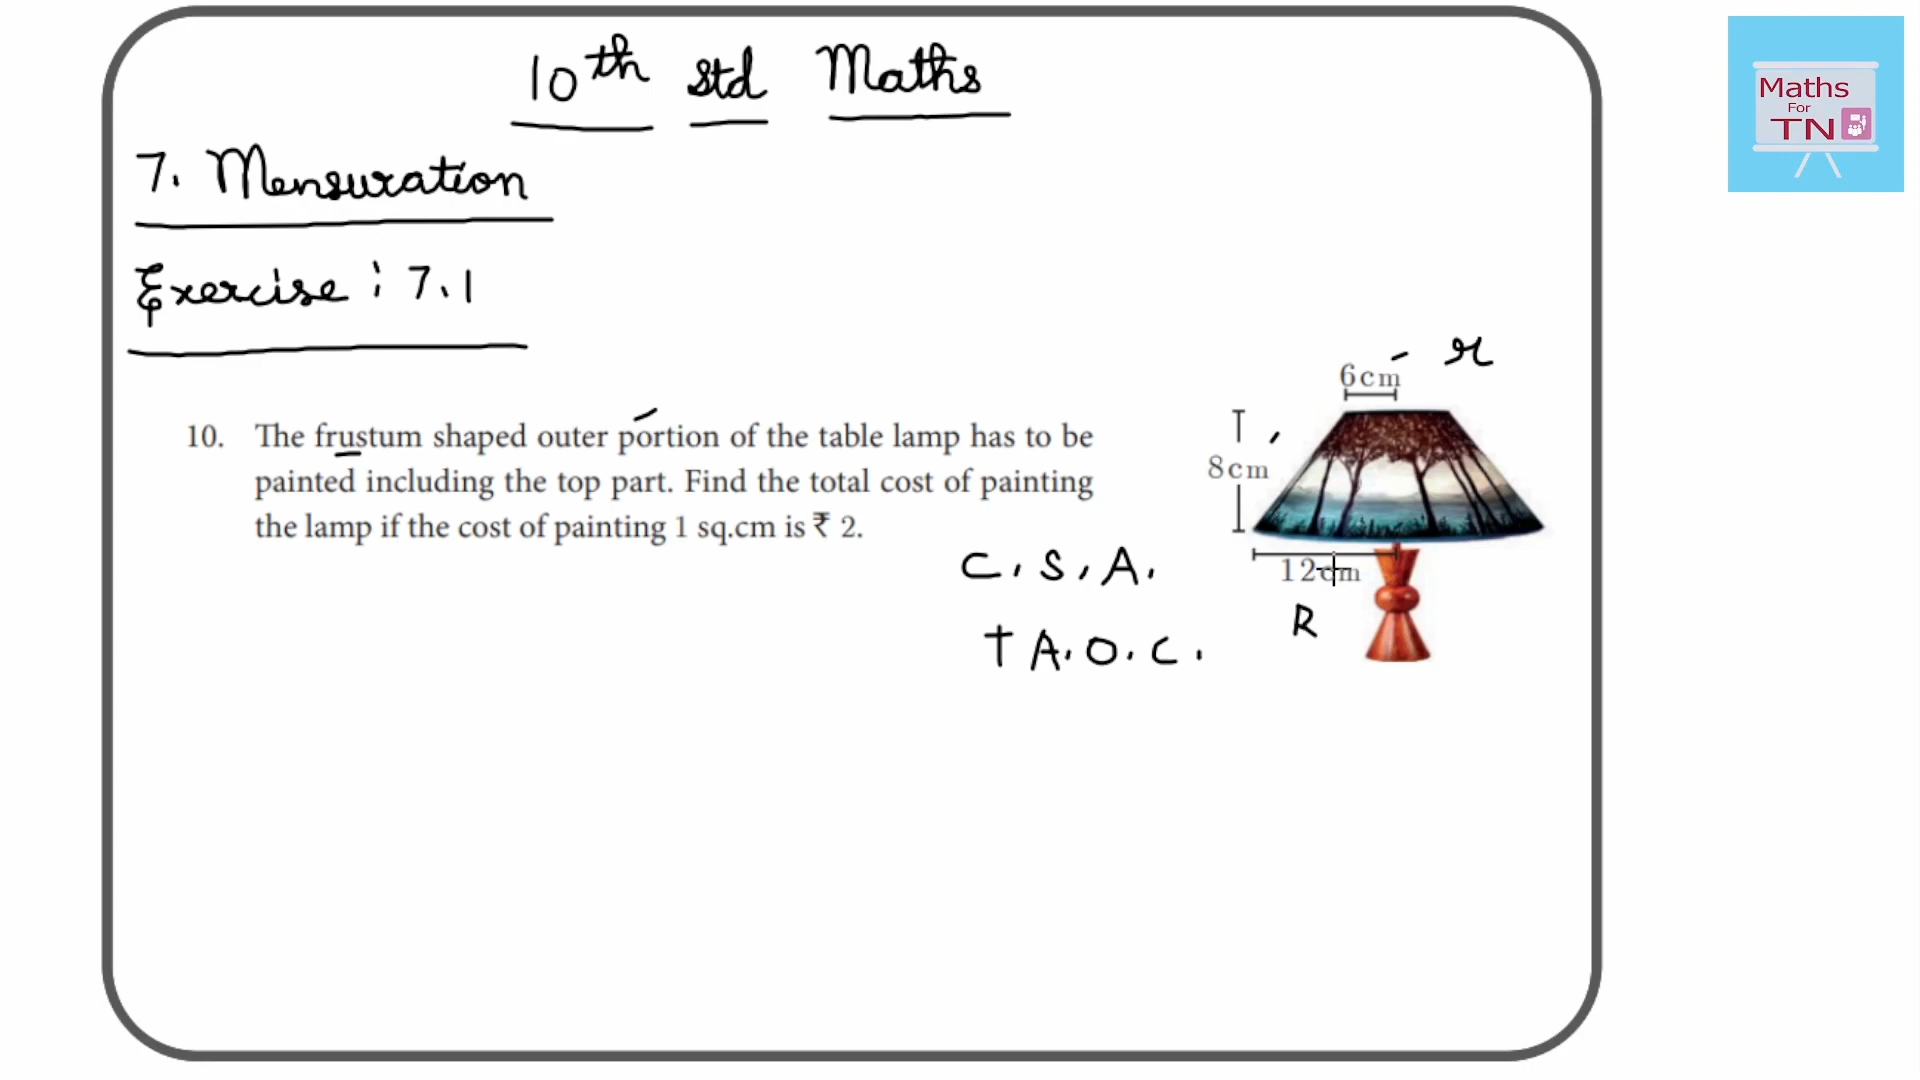 10th std Maths
Maths
For
TN
7. Mensuration
Exercise : 7.1
r
6cm
10. The frustum shaped outer portion of the table lamp has to be
painted including the top part. Find the total cost of painting
the lamp if the cost of painting 1 sq.cm is ₹ 2.
8cm
12cm
C.S.A.
R
T A.O.C.